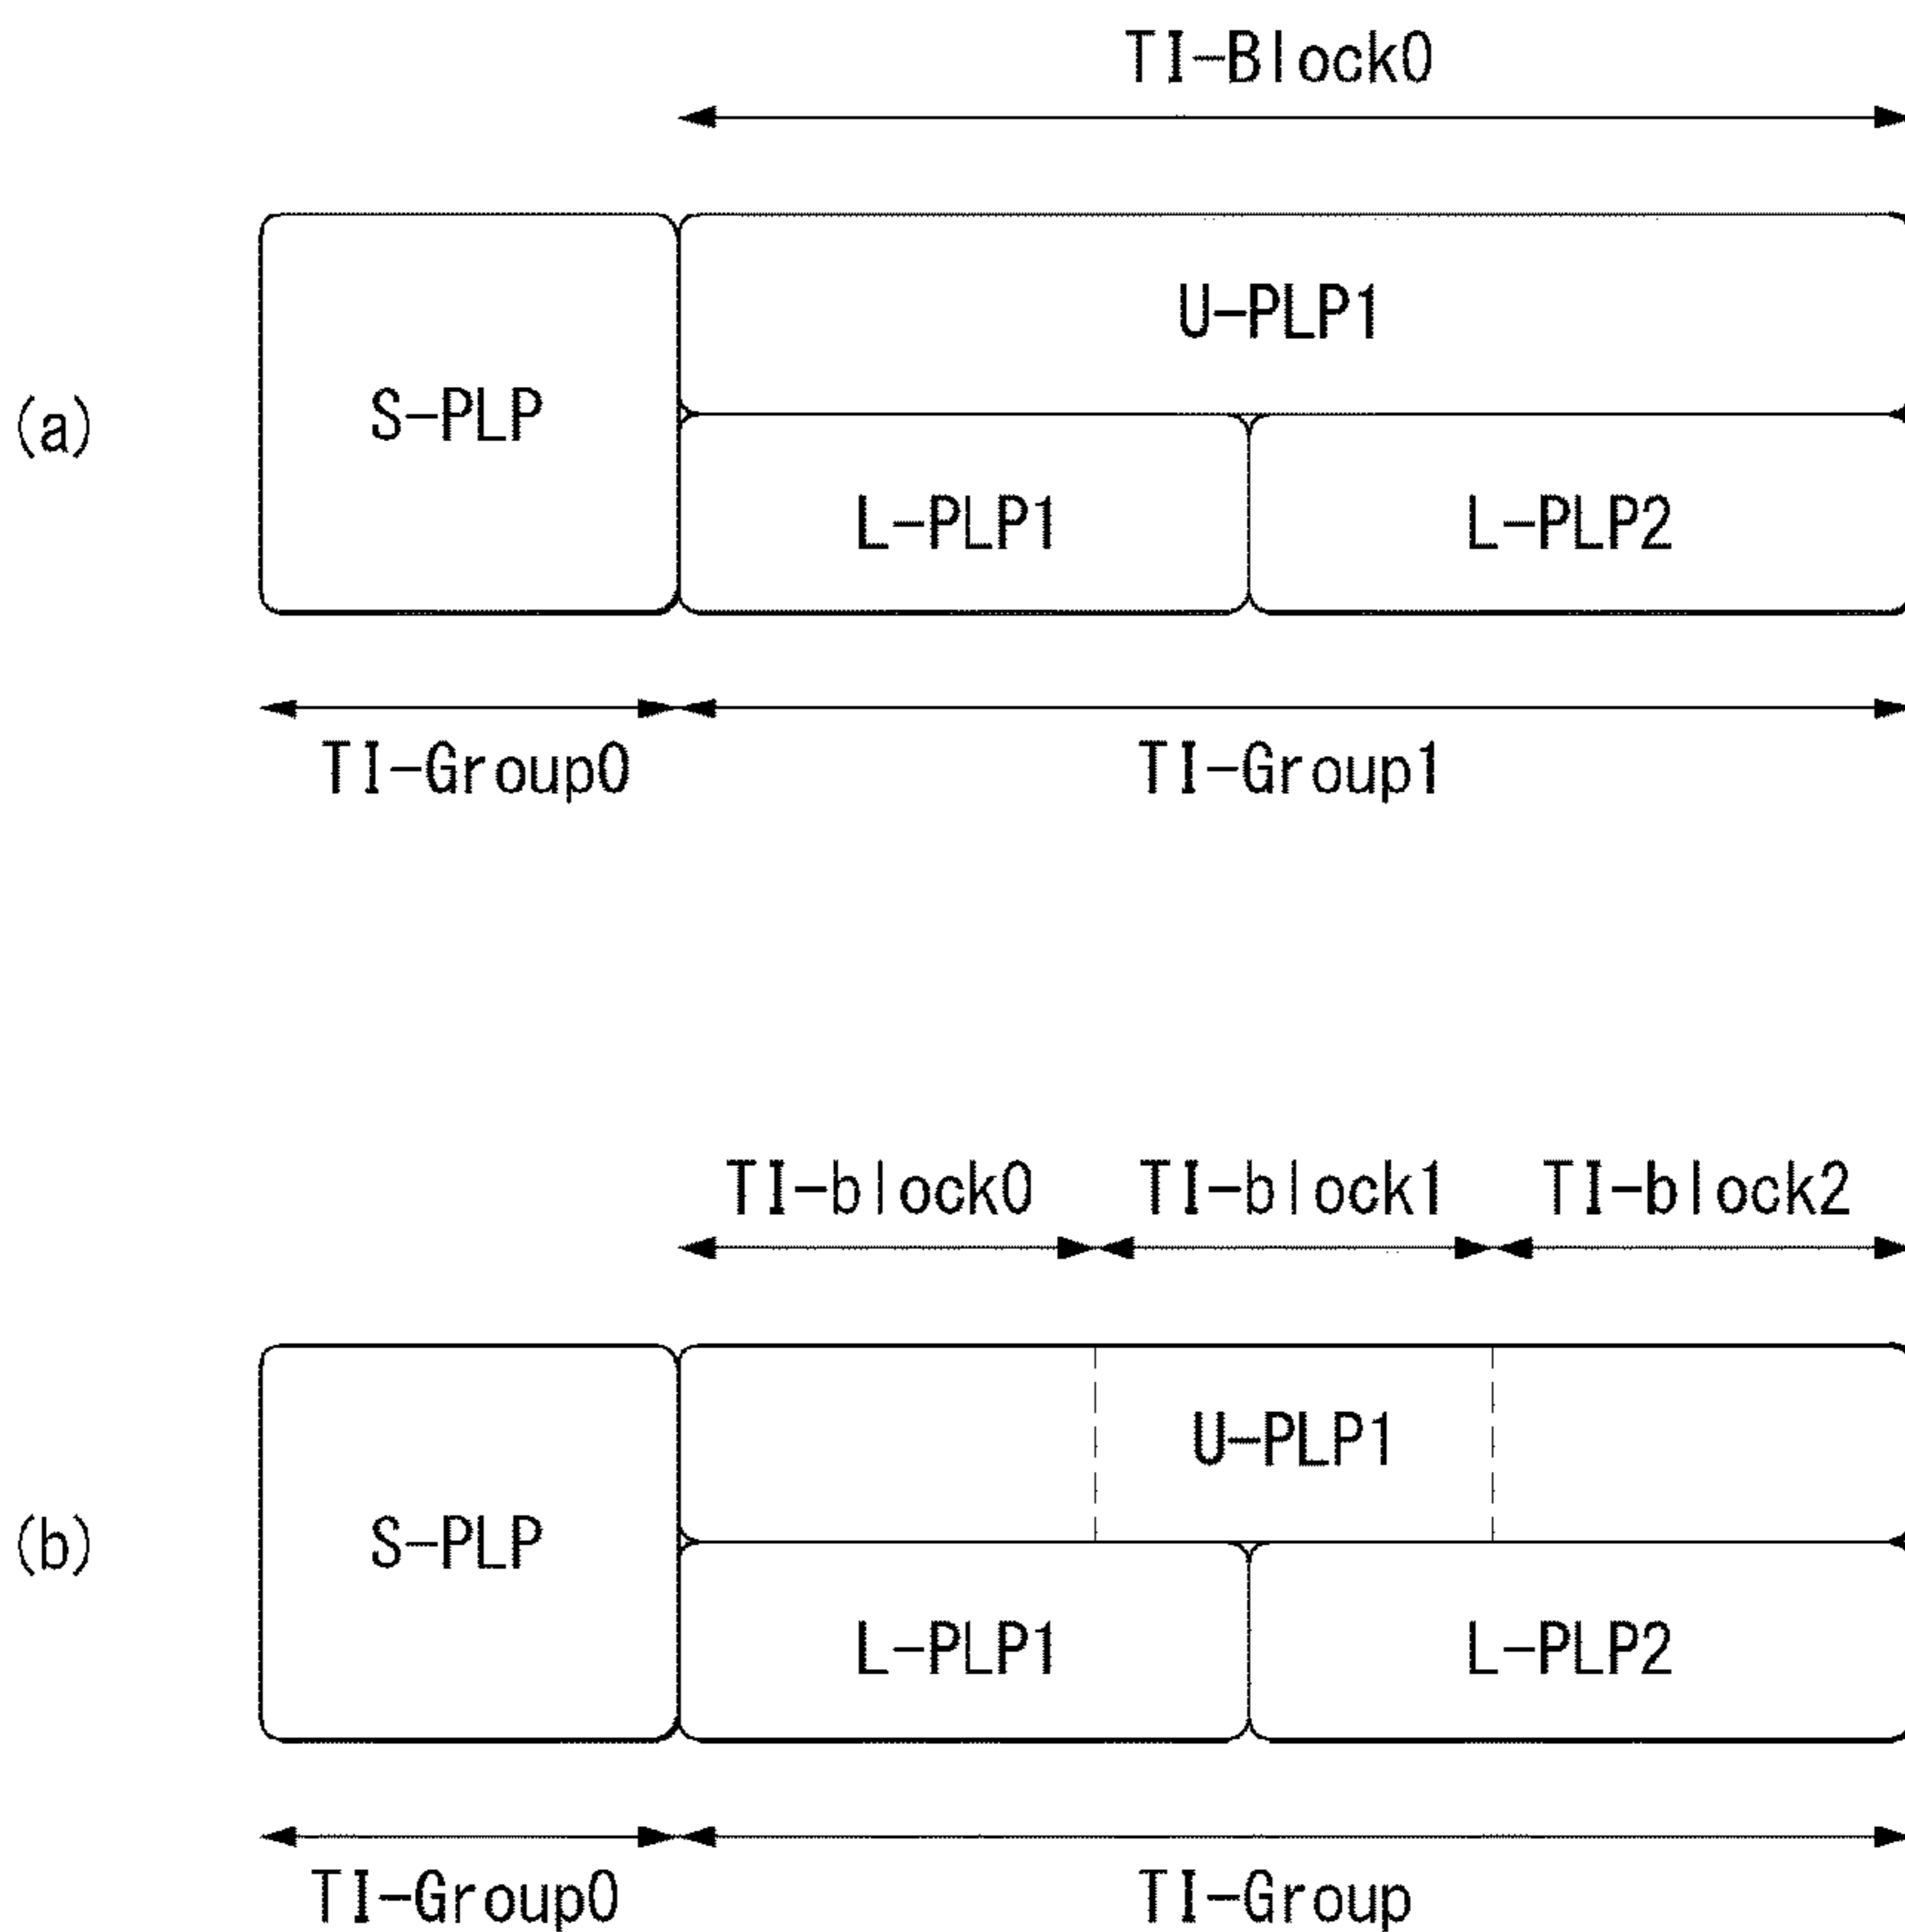 TI-Block0
U-PLP1
(a)
S-PLP
L-PLP1
L-PLP2
TI-Group0
TI-Group1
TI-block0
TI-block1
TI-block2
U-PLP1
(b)
S-PLP
L-PLP1
L-PLP2
TI-Group0
TI-Group